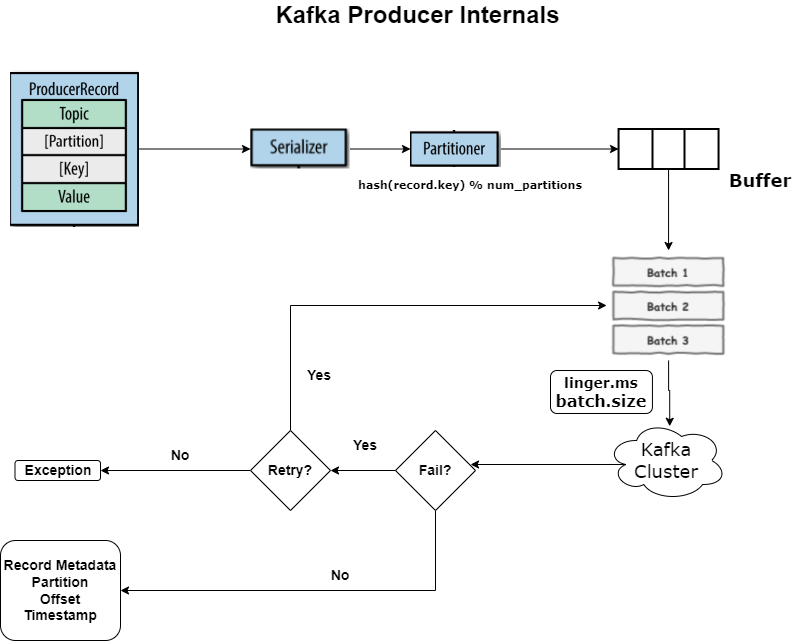 Kafka Producer Internals
ProducerRecord
Topic
[Partition]
[Key]
Value
Serializer
Partitioner
hash(record.key) % num_partitions
Buffer
Batch 1
Batch 2
Batch 3
linger.ms
batch.size
Kafka
Cluster
Fail?
Yes
Retry?
Yes
No
Exception
No
Record Metadata
Partition
Offset
Timestamp